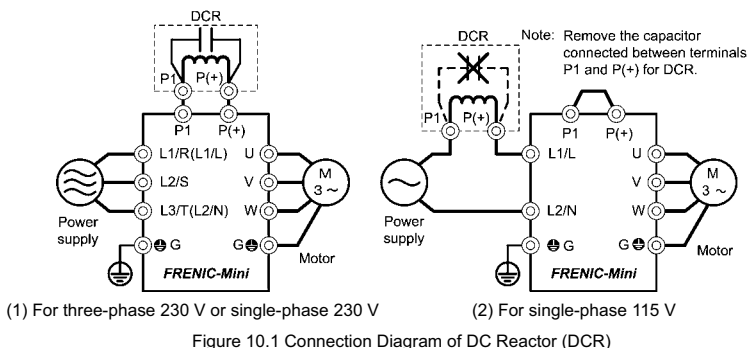 DCR
P1 P(+)
P1 P(+)
L1/R(L1/L) U
L2/S V
L3/T(L2/N) W
G G
M
3 ~
Power
supply
Motor
FRENIC-Mini
(1) For three-phase 230 V or single-phase 230 V
DCR
Note: Remove the capacitor
connected between terminals
P1 and P(+) for DCR.
P1 P(+)
P1 P(+)
L1/L U
V
L2/N W
G G
M
3 ~
Power
supply
Motor
FRENIC-Mini
(2) For single-phase 115 V
Figure 10.1 Connection Diagram of DC Reactor (DCR)